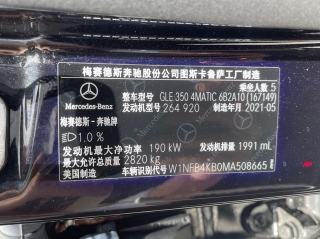 梅赛德斯奔驰股份公司图斯卡鲁萨工厂制造
乘坐人数 5
Mercedes-Benz
整车型号 GLE 350 4MATIC 6B2A10 (167149)
发动机型号 264 920 制造年月 2021-05
梅赛德斯-奔驰牌
1.0 %
发动机最大净功率 190 kW 发动机排量 1991 mL
最大允许总质量 2820 kg
美国制造 车辆识别代号 W1NFB4KB0MA508665